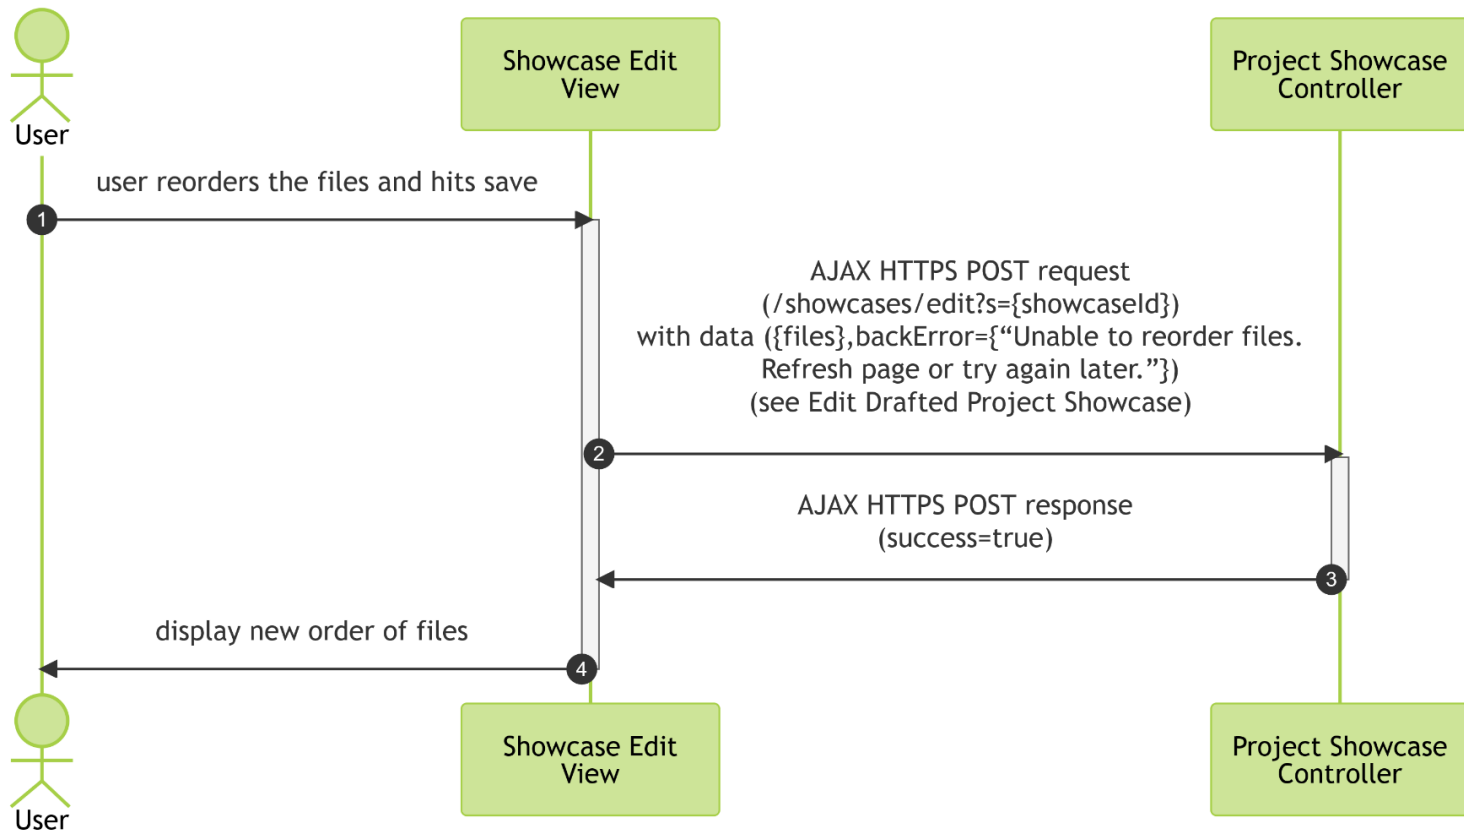 Showcase Edit
View
Project Showcase
Controller
User
user reorders the files and hits save
1
AJAX HTTPS POST request
(/showcases/edit?s={showcaseId})
with data ({files},backError={“Unable to reorder files.
Refresh page or try again later.”})
(see Edit Drafted Project Showcase)
2
AJAX HTTPS POST response
(success=true)
3
display new order of files
4
Showcase Edit
View
Project Showcase
Controller
User